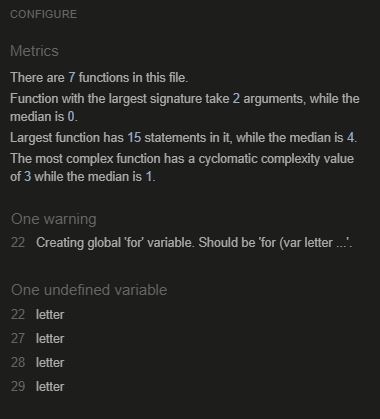 CONFIGURE
Metrics
There are 7 functions in this file.
Function with the largest signature take 2 arguments, while the
median is 0.
Largest function has 15 statements in it, while the median is 4.
The most complex function has a cyclomatic complexity value
of 3 while the median is 1.
One warning
22 Creating global 'for' variable. Should be 'for (var letter ...'.
One undefined variable
22 letter
27 letter
28 letter
29 letter